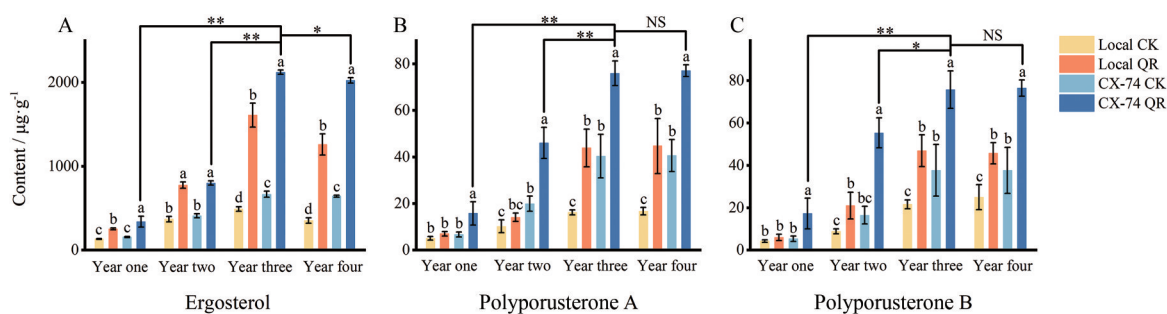 A
**
**
*
Content / μg·g⁻¹
2000
1000
0
c b c a
b a b a
d b c a
d b c a
Year one Year two Year three Year four
Ergosterol
B
**
**
NS
80
60
40
20
0
b b b a
c bc b a
c b b a
c b b a
Year one Year two Year three Year four
Polyporusterone A
C
**
*
NS
80
60
40
20
0
b b b a
c b bc a
c b b a
c b b a
Year one Year two Year three Year four
Polyporusterone B
Local CK
Local QR
CX-74 CK
CX-74 QR